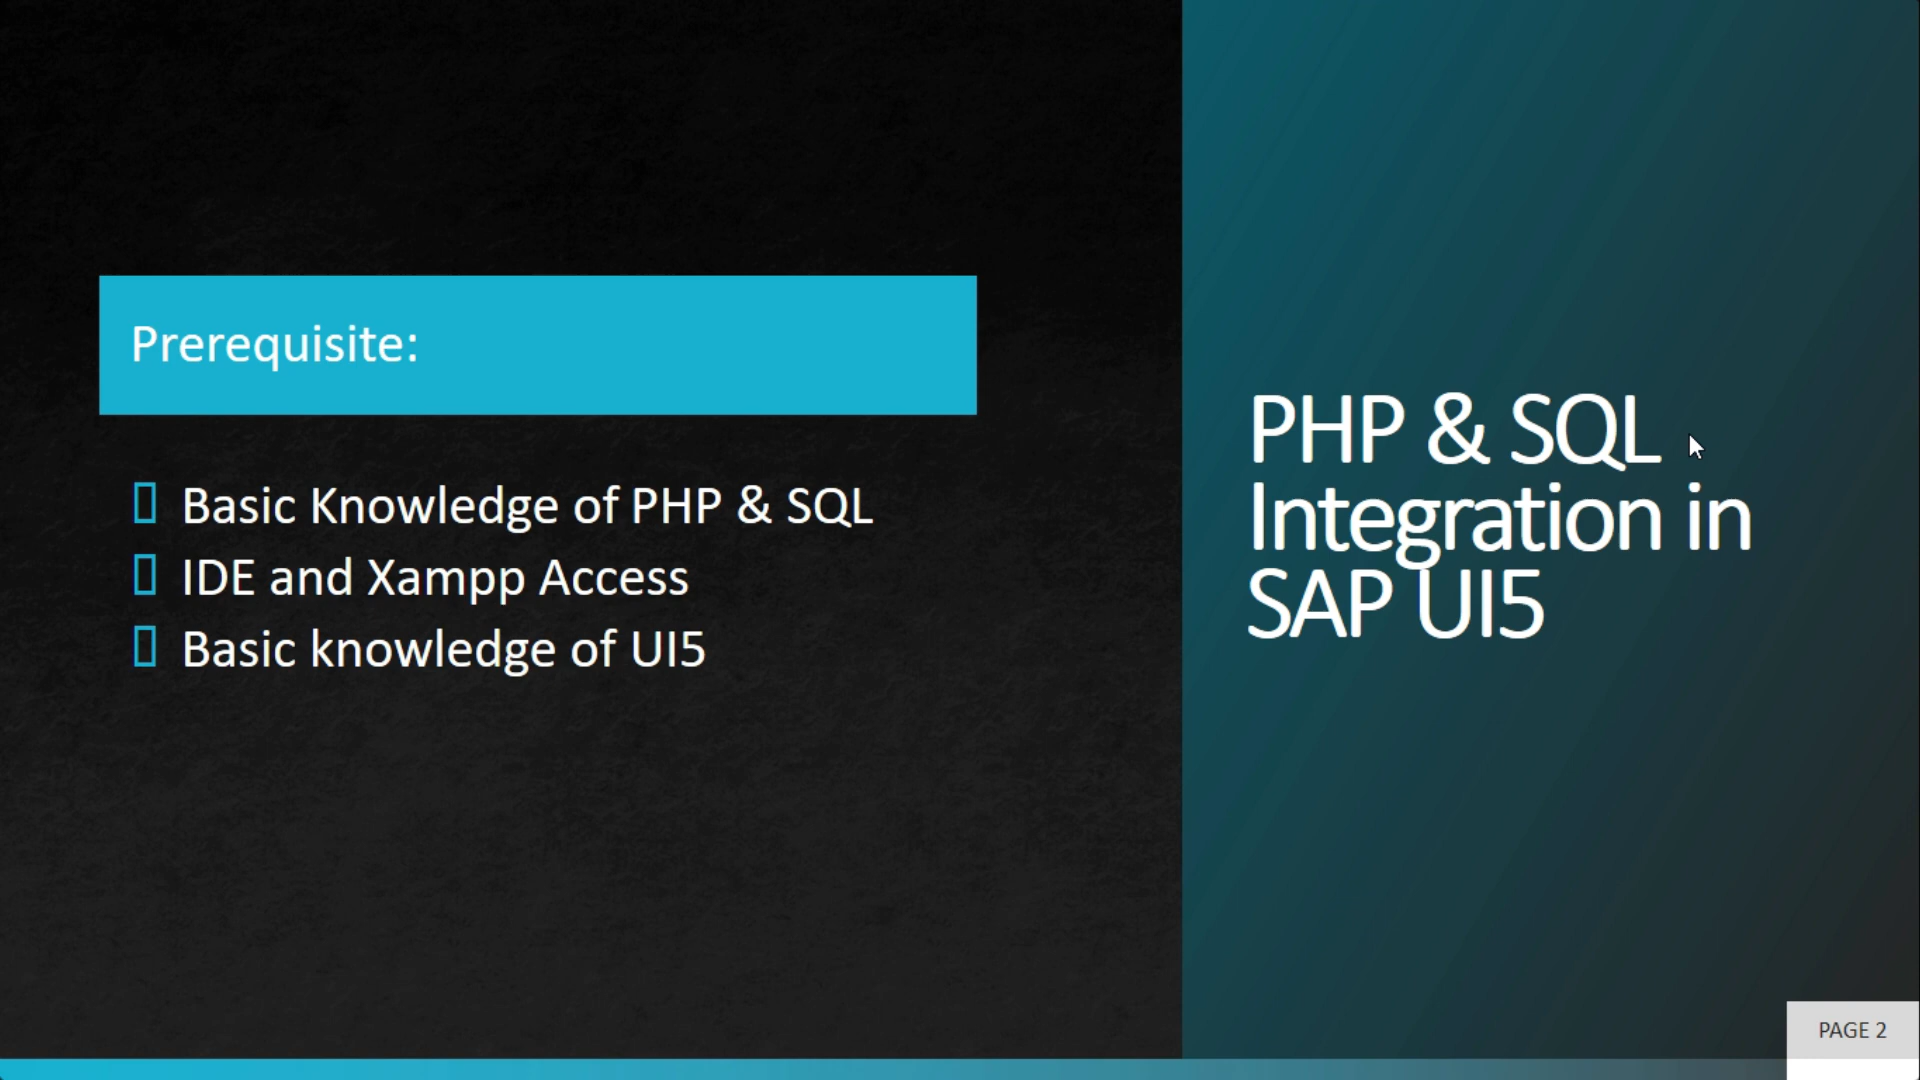 Prerequisite:
Basic Knowledge of PHP & SQL
IDE and Xampp Access
Basic knowledge of UI5
PHP & SQL
Integration in
SAP UI5
PAGE 2